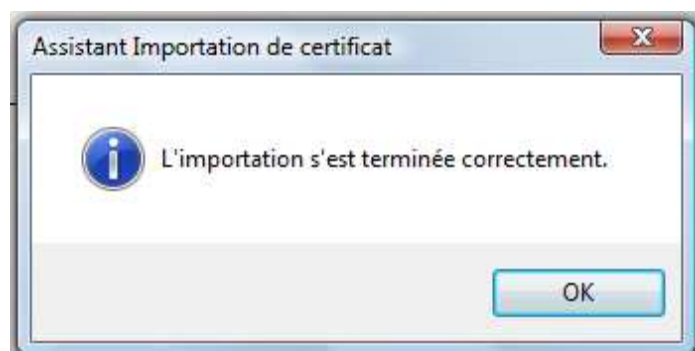 Assistant Importation de certificat
L'importation s'est terminée correctement.
OK